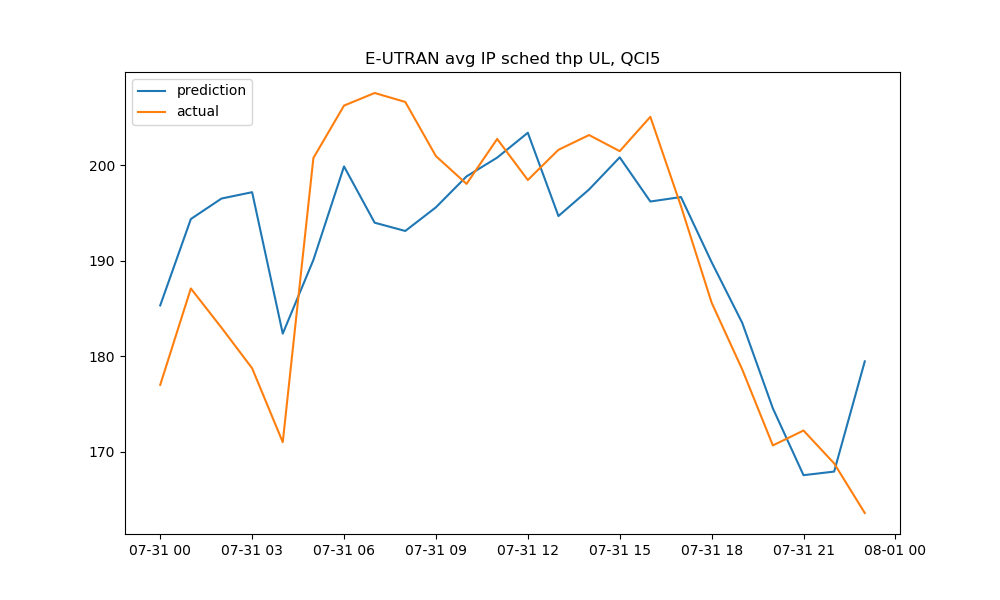 E-UTRAN avg IP sched thp UL, QCI5
prediction
actual
200
190
180
170
07-31 00 07-31 03 07-31 06 07-31 09 07-31 12 07-31 15 07-31 18 07-31 21 08-01 00